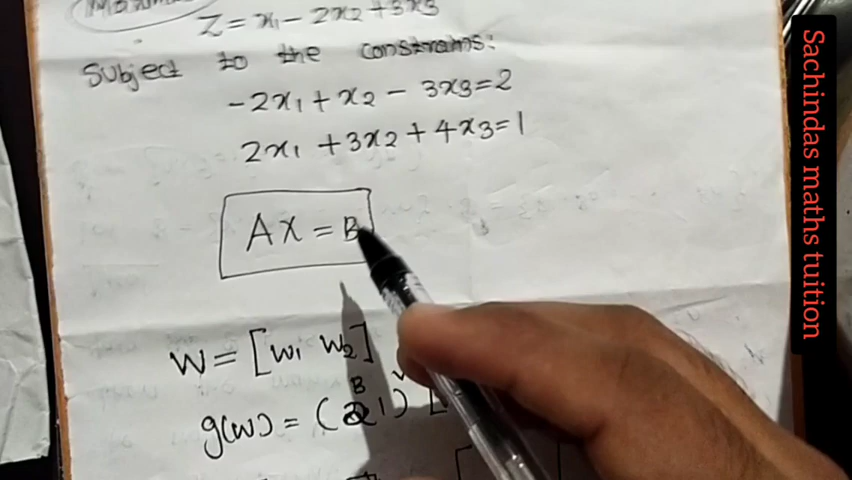 Z = x1 - 2x2 + 3x3
Subject to the constrains:
-2x1 + x2 - 3x3 = 2
2x1 + 3x2 + 4x3 = 1
AX = B
W = [w1 w2]
B
g(w) = (2 1) [
Sachindas maths tuition